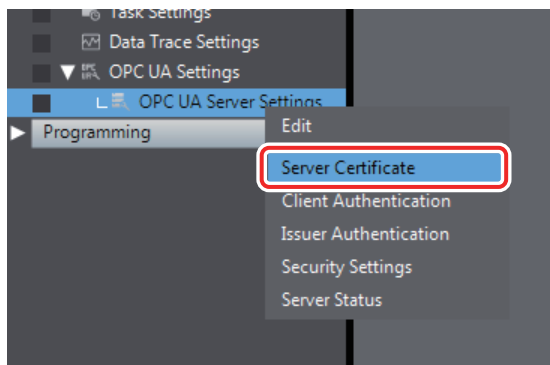 Task Settings
Data Trace Settings
OPC UA Settings
OPC UA Server Settings
Programming
Edit
Server Certificate
Client Authentication
Issuer Authentication
Security Settings
Server Status